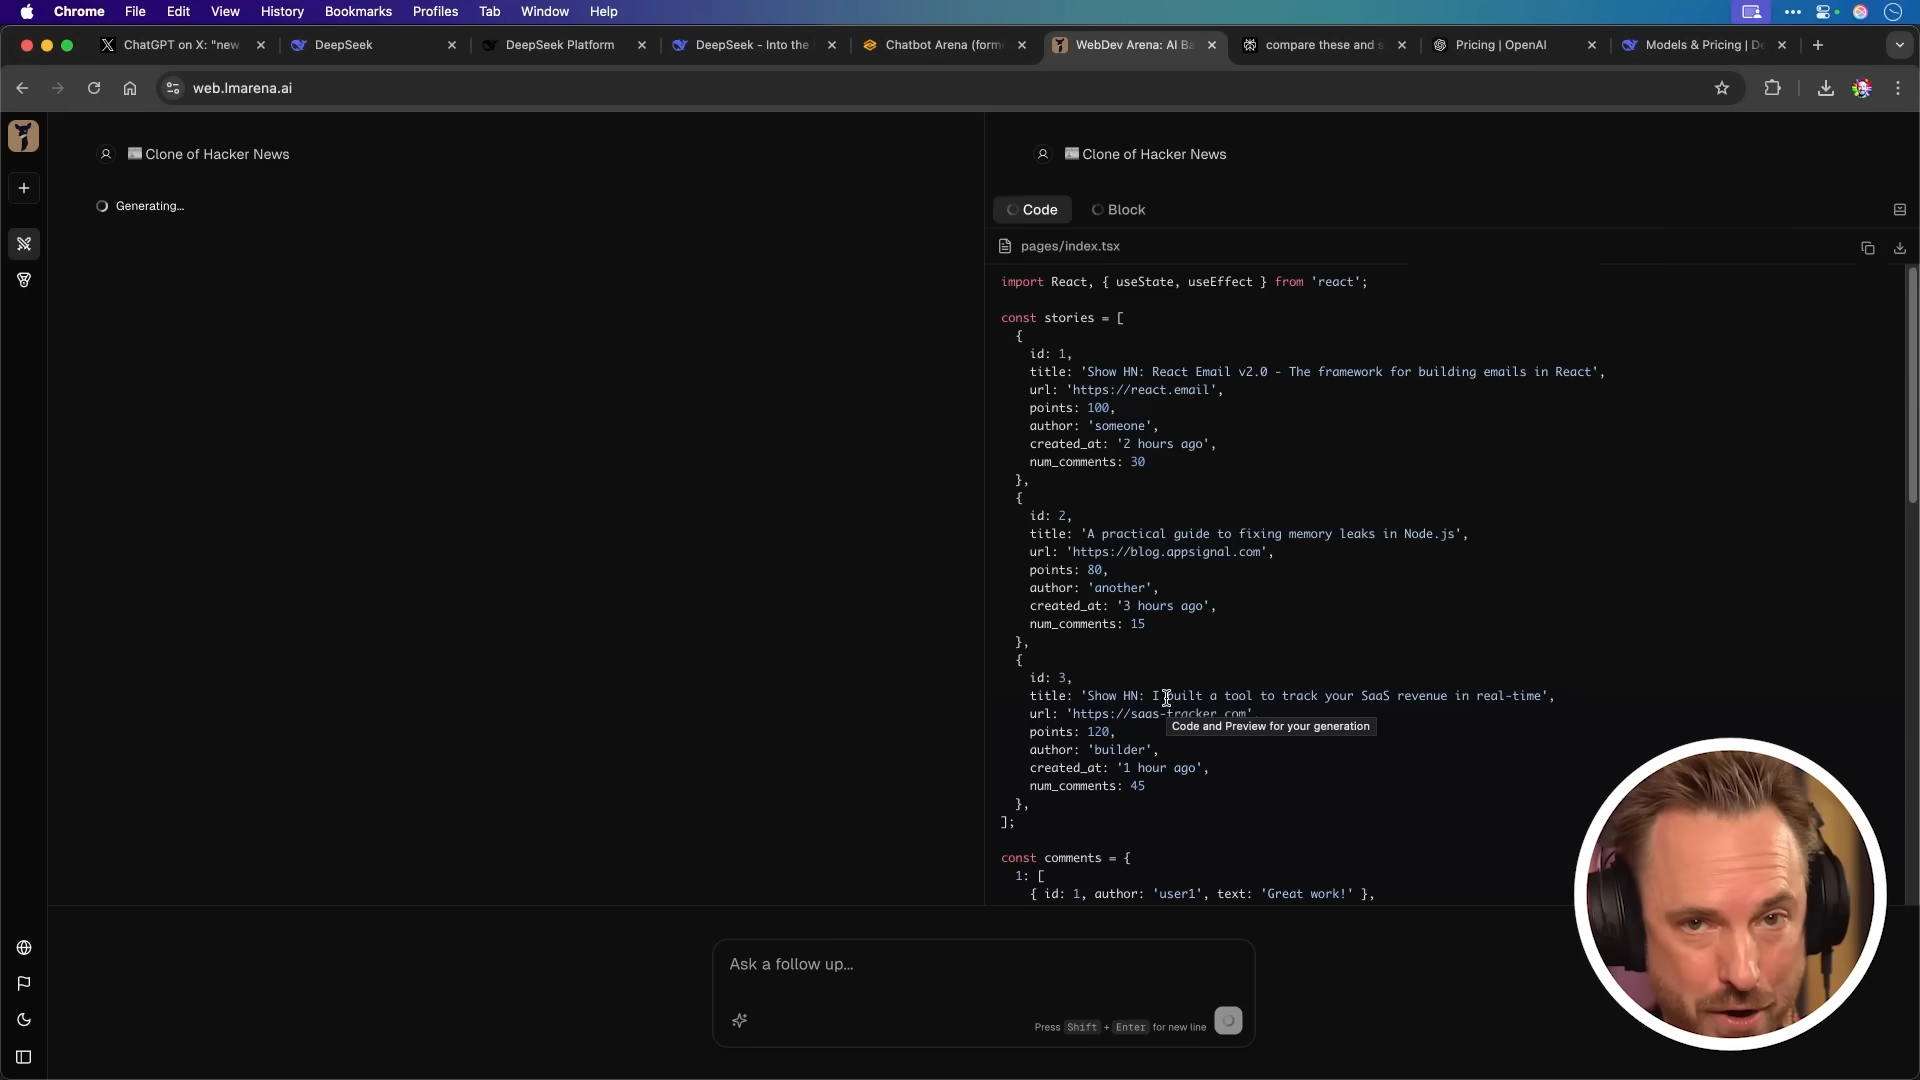 Chrome File Edit View History Bookmarks Profiles Tab Window Help
ChatGPT on X: "new
DeepSeek
DeepSeek Platform
DeepSeek - Into the
Chatbot Arena (form
WebDev Arena: AI Ba
compare these and s
Pricing | OpenAI
Models & Pricing | De
web.lmarena.ai
Clone of Hacker News
Generating...
Clone of Hacker News
Code Block
pages/index.tsx
import React, { useState, useEffect } from 'react';
const stories = [
{
id: 1,
title: 'Show HN: React Email v2.0 - The framework for building emails in React',
url: 'https://react.email',
points: 100,
author: 'someone',
created_at: '2 hours ago',
num_comments: 30
},
{
id: 2,
title: 'A practical guide to fixing memory leaks in Node.js',
url: 'https://blog.appsignal.com',
points: 80,
author: 'another',
created_at: '3 hours ago',
num_comments: 15
},
{
id: 3,
title: 'Show HN: I built a tool to track your SaaS revenue in real-time',
url: 'https://saas-tracker.com',
Code and Preview for your generation
points: 120,
author: 'builder',
created_at: '1 hour ago',
num_comments: 45
},
];
const comments = {
1: [
{ id: 1, author: 'user1', text: 'Great work!' },
Ask a follow up...
Press Shift + Enter for new line